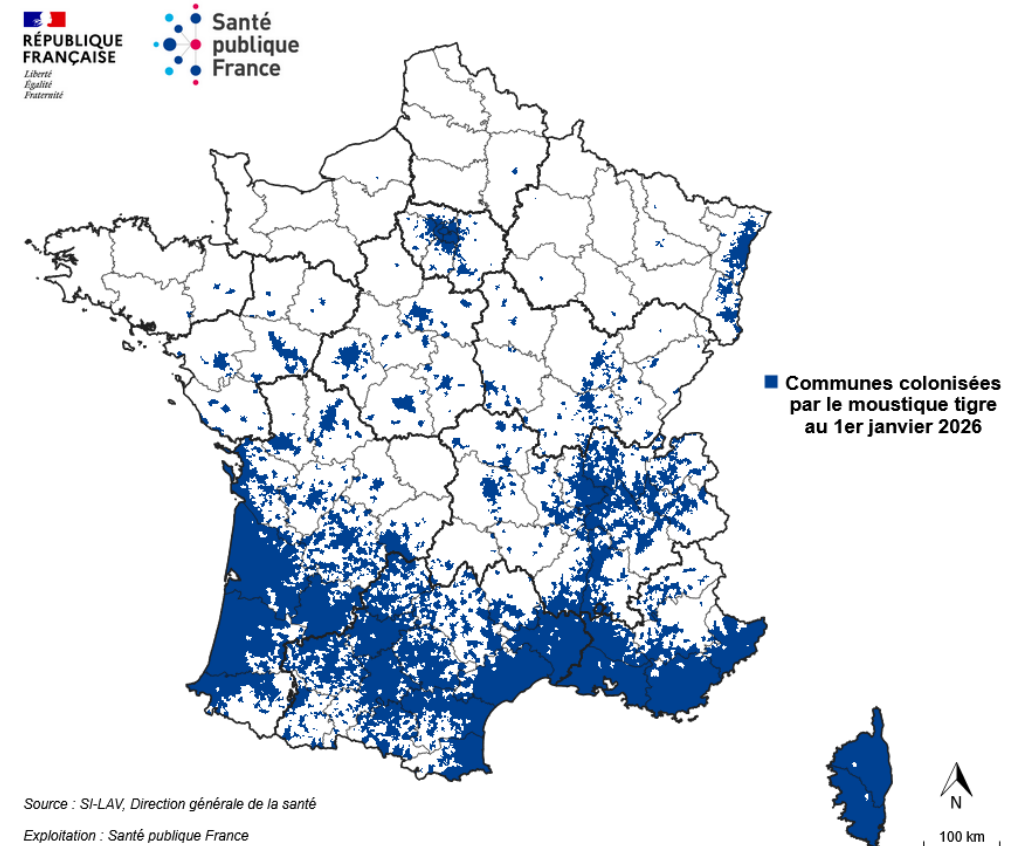 RÉPUBLIQUE
FRANÇAISE
Liberté
Égalité
Fraternité
Santé
publique
France
Communes colonisées
par le moustique tigre
au 1er janvier 2026
Source : SI-LAV, Direction générale de la santé
Exploitation : Santé publique France
N
100 km